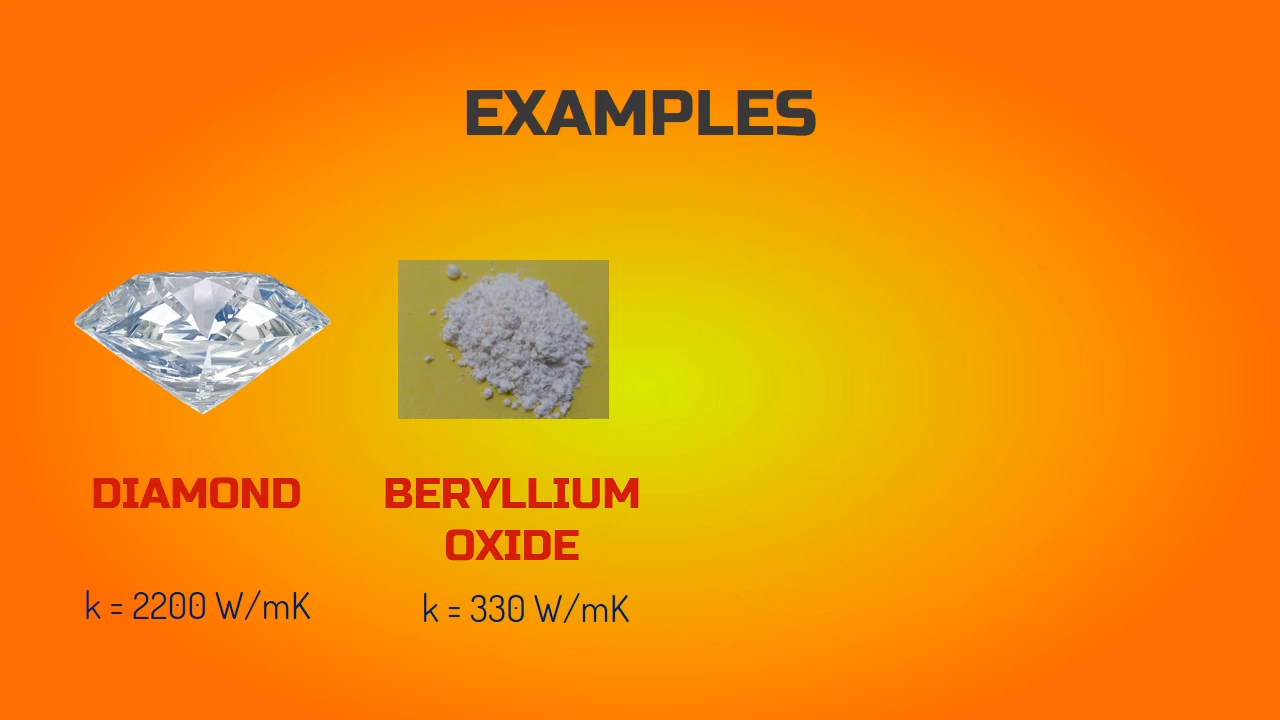 EXAMPLES
DIAMOND
k = 2200 W/mK
BERYLLIUM
OXIDE
k = 330 W/mK